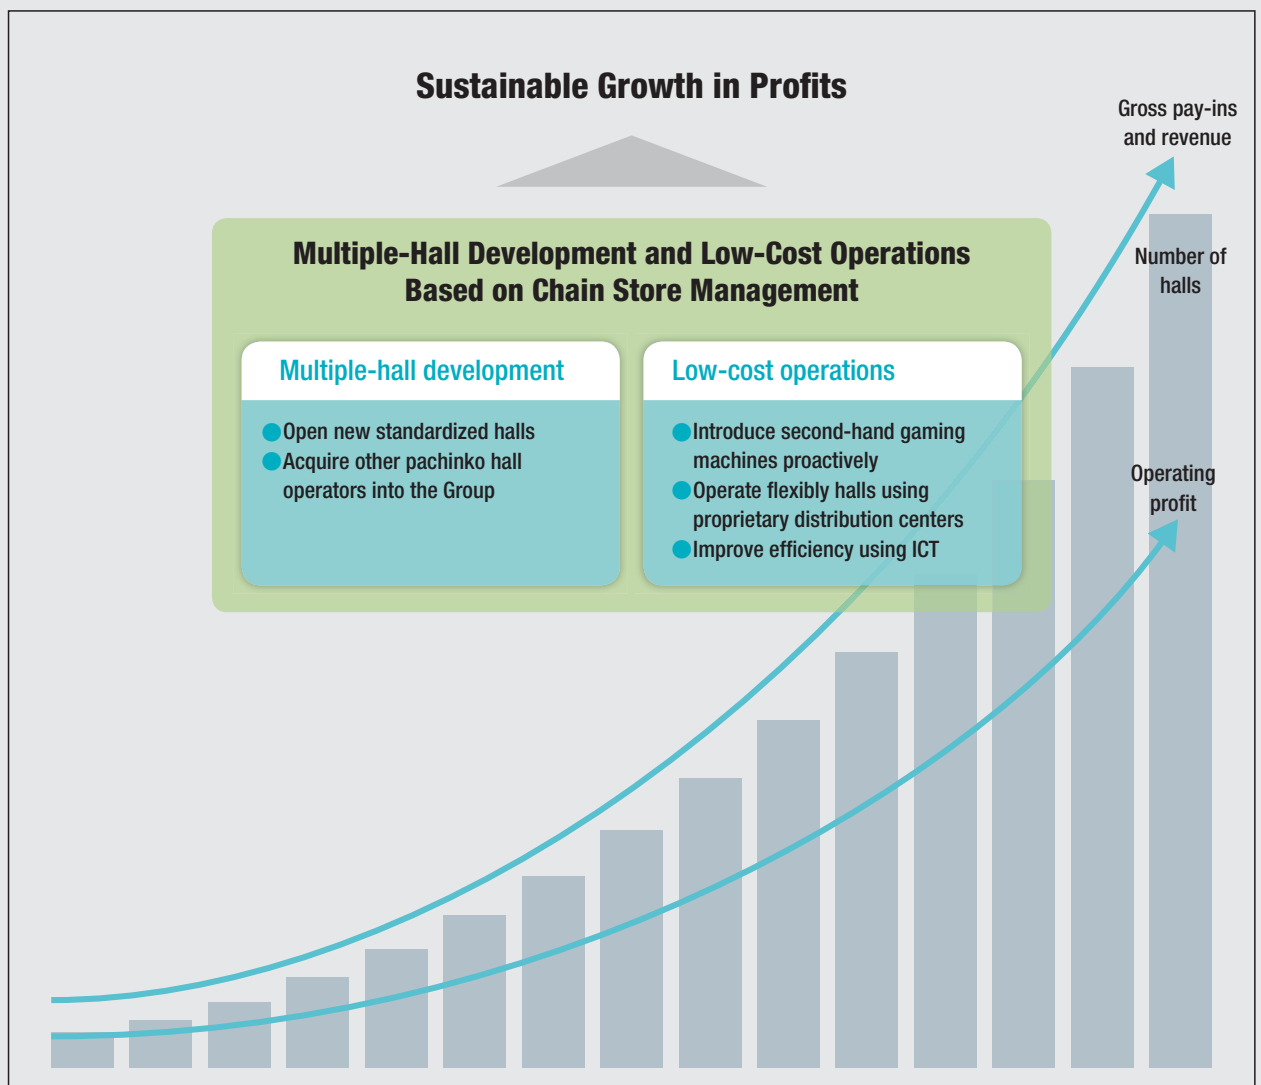 Sustainable Growth in Profits
Gross pay-ins
and revenue
Multiple-Hall Development and Low-Cost Operations
Based on Chain Store Management
Number of
halls
Multiple-hall development
Open new standardized halls
Acquire other pachinko hall
operators into the Group
Low-cost operations
Introduce second-hand gaming
machines proactively
Operate flexibly halls using
proprietary distribution centers
Improve efficiency using ICT
Operating
profit